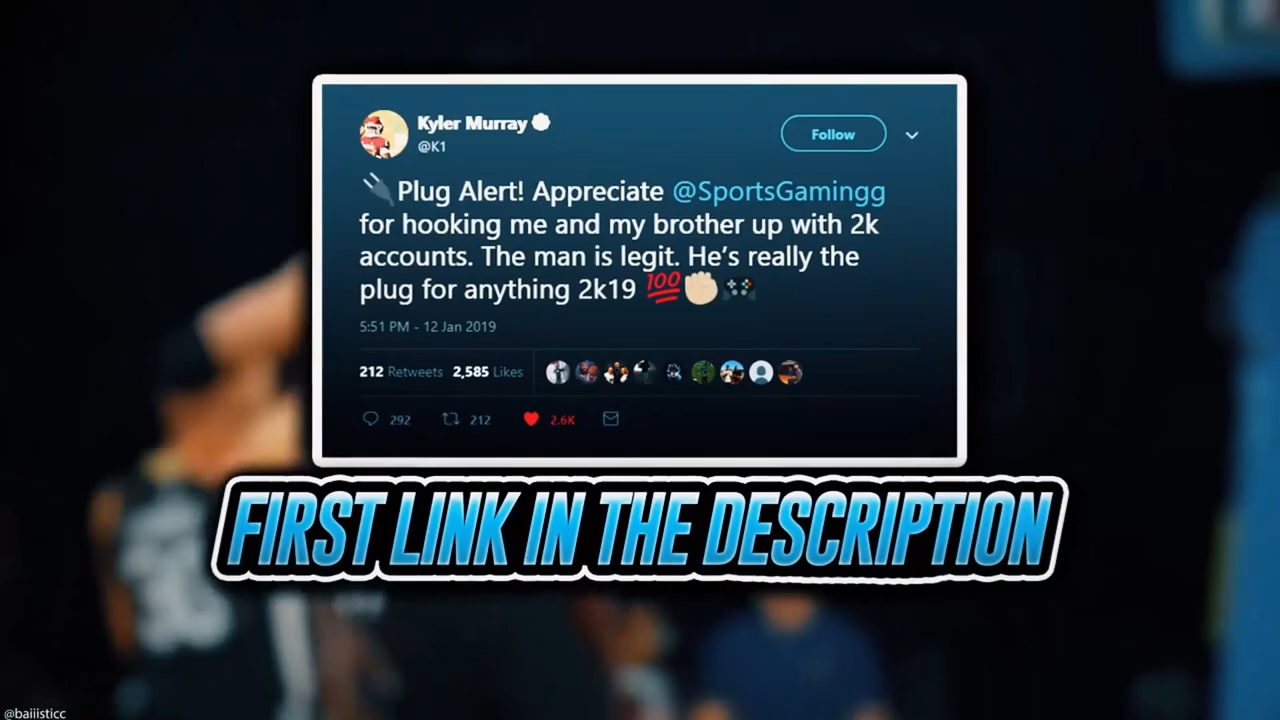 Kyler Murray
@K1
Follow
🔌Plug Alert! Appreciate @SportsGamingg
for hooking me and my brother up with 2k
accounts. The man is legit. He's really the
plug for anything 2k19 💯✊🏼🎮
5:51 PM - 12 Jan 2019
212 Retweets 2,585 Likes
292 212 2.6K
FIRST LINK IN THE DESCRIPTION
@baiiisticc